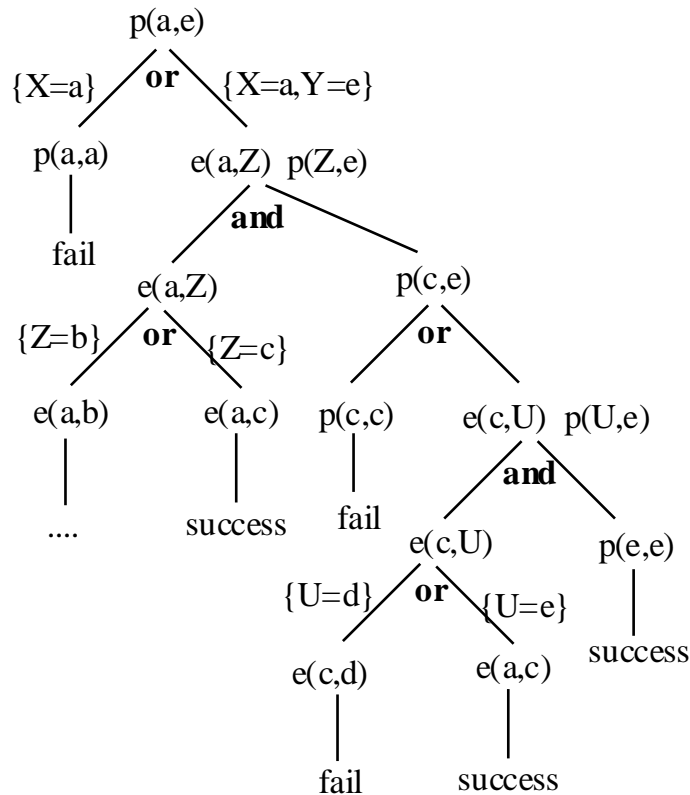 p(a,e)
{X=a} or {X=a,Y=e}
p(a,a) e(a,Z) p(Z,e)
and
fail
e(a,Z) p(c,e)
{Z=b} or {Z=c} or
e(a,b) e(a,c) p(c,c) e(c,U) p(U,e)
and
.... success fail
e(c,U) p(e,e)
{U=d} or {U=e}
success
e(c,d) e(a,c)
fail success